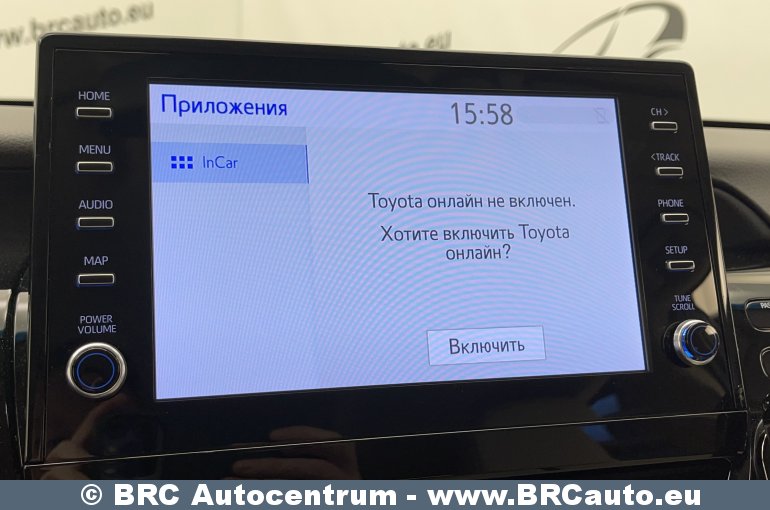 www.brcauto.eu
HOME
MENU
AUDIO
MAP
POWER
VOLUME
Приложения
15:58
InCar
Toyota онлайн не включен.
Хотите включить Toyota
онлайн?
Включить
CH >
< TRACK
PHONE
SETUP
TUNE
SCROLL
© BRC Autocentrum - www.BRCauto.eu